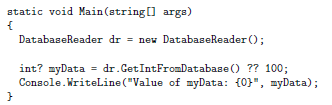 static void Main(string[] args)
{
  DatabaseReader dr = new DatabaseReader();

  int? myData = dr.GetIntFromDatabase() ?? 100;
  Console.WriteLine("Value of myData: {0}", myData);
}